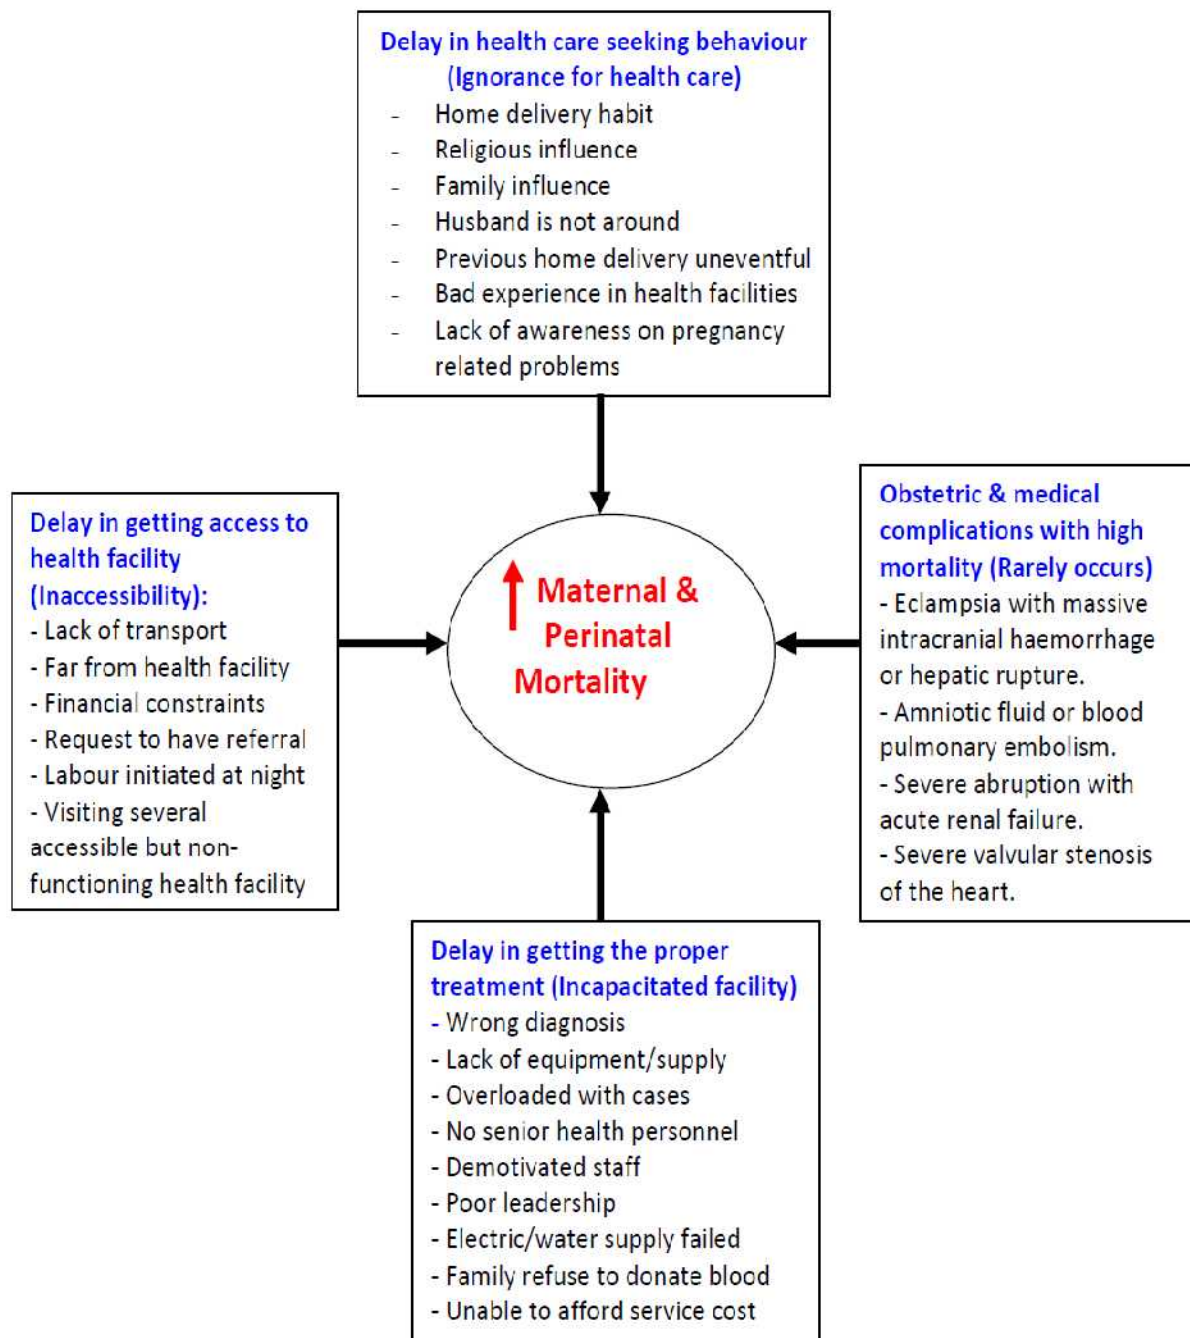 Delay in health care seeking behaviour
(Ignorance for health care)
- Home delivery habit
- Religious influence
- Family influence
- Husband is not around
- Previous home delivery uneventful
- Bad experience in health facilities
- Lack of awareness on pregnancy
related problems
Delay in getting access to
health facility
(Inaccessibility):
- Lack of transport
- Far from health facility
- Financial constraints
- Request to have referral
- Labour initiated at night
- Visiting several
accessible but non-
functioning health facility
Maternal &
Perinatal
Mortality
Obstetric & medical
complications with high
mortality (Rarely occurs)
- Eclampsia with massive
intracranial haemorrhage
or hepatic rupture.
- Amniotic fluid or blood
pulmonary embolism.
- Severe abruption with
acute renal failure.
- Severe valvular stenosis
of the heart.
Delay in getting the proper
treatment (Incapacitated facility)
- Wrong diagnosis
- Lack of equipment/supply
- Overloaded with cases
- No senior health personnel
- Demotivated staff
- Poor leadership
- Electric/water supply failed
- Family refuse to donate blood
- Unable to afford service cost